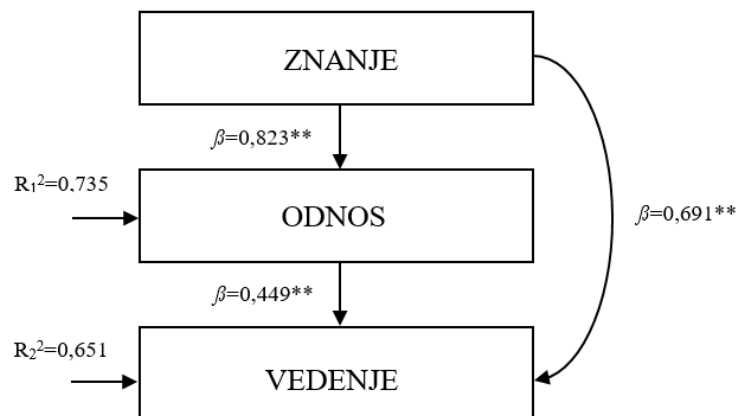 ZNANJE
β=0,823**
R₁²=0,735
ODNOS
β=0,691**
β=0,449**
R₂²=0,651
VEDENJE